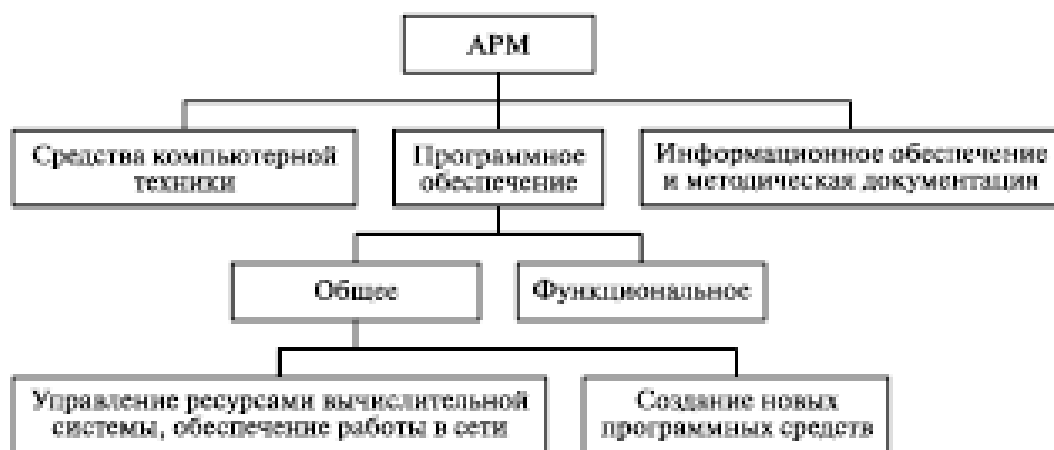 АРМ
Средства компьютерной
техники
Программное
обеспечение
Информационное обеспечение
и методическая документация
Общее
Функциональное
Управление ресурсами вычислительной
системы, обеспечение работы в сети
Создание новых
программных средств